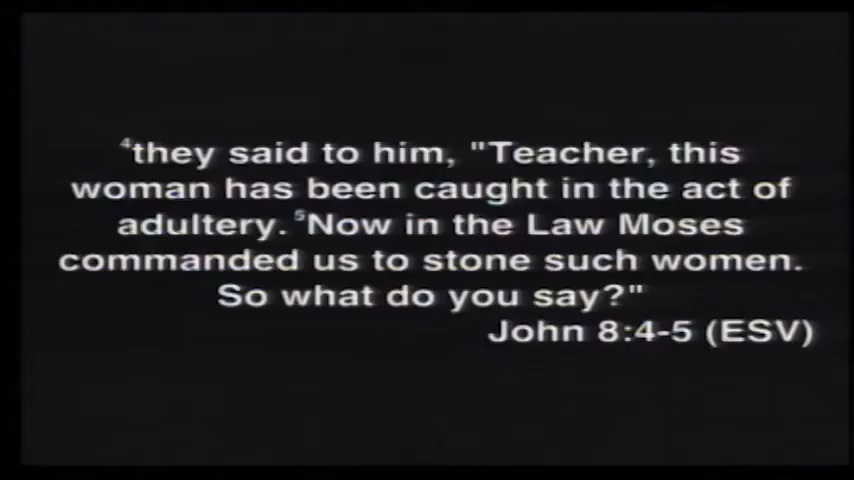 ⁴they said to him, "Teacher, this
woman has been caught in the act of
adultery. ⁵Now in the Law Moses
commanded us to stone such women.
So what do you say?"
John 8:4-5 (ESV)